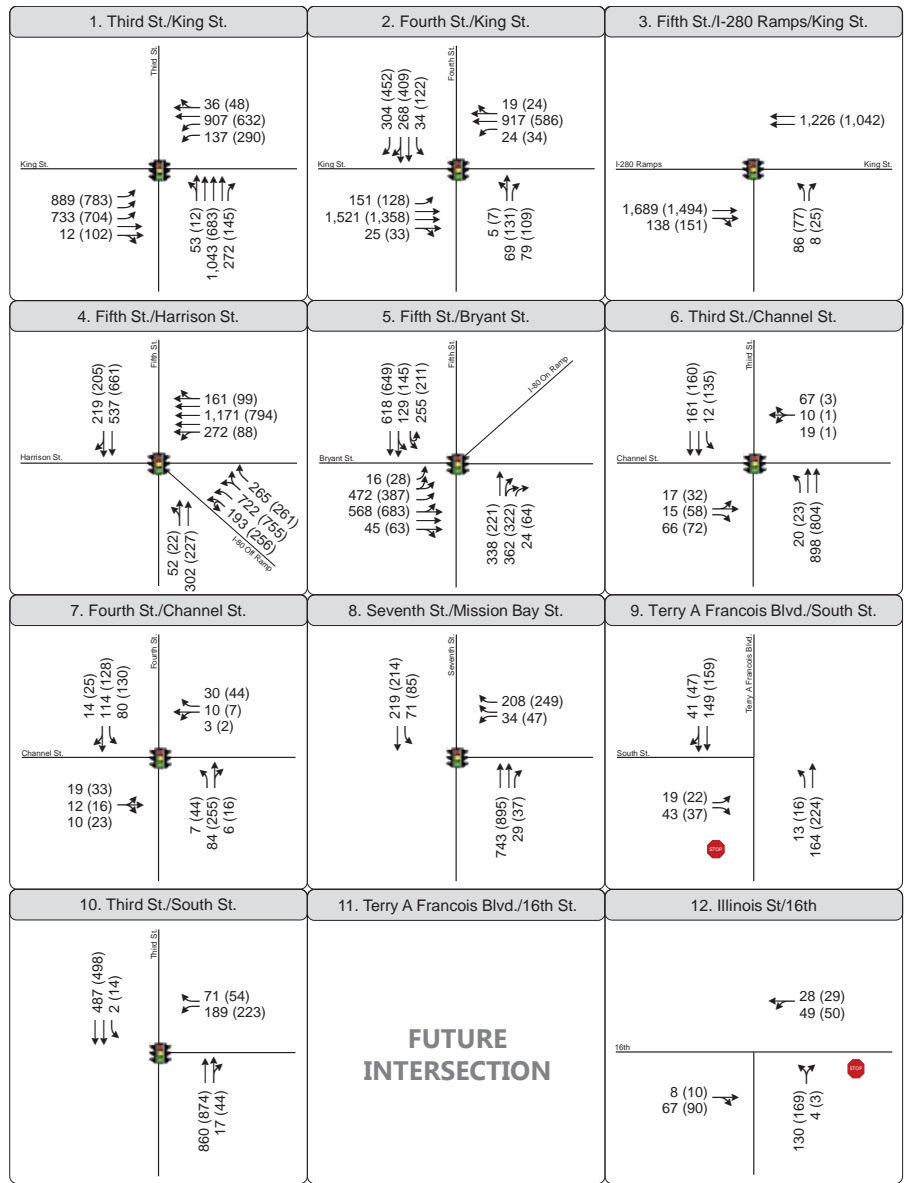 1. Third St./King St.
Third St.
36 (48)
907 (632)
137 (290)
King St.
889 (783)
733 (704)
12 (102)
53 (12)
1,043 (683)
272 (145)
2. Fourth St./King St.
304 (452)
268 (409)
34 (122)
Fourth St.
19 (24)
917 (586)
24 (34)
King St.
151 (128)
1,521 (1,358)
25 (33)
5 (7)
69 (131)
79 (109)
3. Fifth St./I-280 Ramps/King St.
1,226 (1,042)
I-280 Ramps
King St.
1,689 (1,494)
138 (151)
86 (77)
8 (25)
4. Fifth St./Harrison St.
219 (205)
537 (661)
Fifth St.
161 (99)
1,171 (794)
272 (88)
Harrison St.
265 (261)
722 (755)
193 (256)
I-80 Off Ramp
52 (22)
302 (227)
5. Fifth St./Bryant St.
618 (649)
129 (145)
255 (211)
Fifth St.
I-80 On Ramp
Bryant St.
16 (28)
472 (387)
568 (683)
45 (63)
338 (221)
362 (322)
24 (64)
6. Third St./Channel St.
161 (160)
12 (135)
Third St.
67 (3)
10 (1)
19 (1)
Channel St.
17 (32)
15 (58)
66 (72)
20 (23)
898 (804)
7. Fourth St./Channel St.
14 (25)
114 (128)
80 (130)
Fourth St.
30 (44)
10 (7)
3 (2)
Channel St.
19 (33)
12 (16)
10 (23)
7 (44)
84 (255)
6 (16)
8. Seventh St./Mission Bay St.
219 (214)
71 (85)
Seventh St.
208 (249)
34 (47)
743 (895)
29 (37)
9. Terry A Francois Blvd./South St.
41 (47)
149 (159)
Terry A Francois Blvd.
South St.
19 (22)
43 (37)
STOP
13 (16)
164 (224)
10. Third St./South St.
487 (498)
2 (14)
Third St.
71 (54)
189 (223)
860 (874)
17 (44)
11. Terry A Francois Blvd./16th St.
FUTURE
INTERSECTION
12. Illinois St/16th
28 (29)
49 (50)
16th
STOP
8 (10)
67 (90)
130 (169)
4 (3)